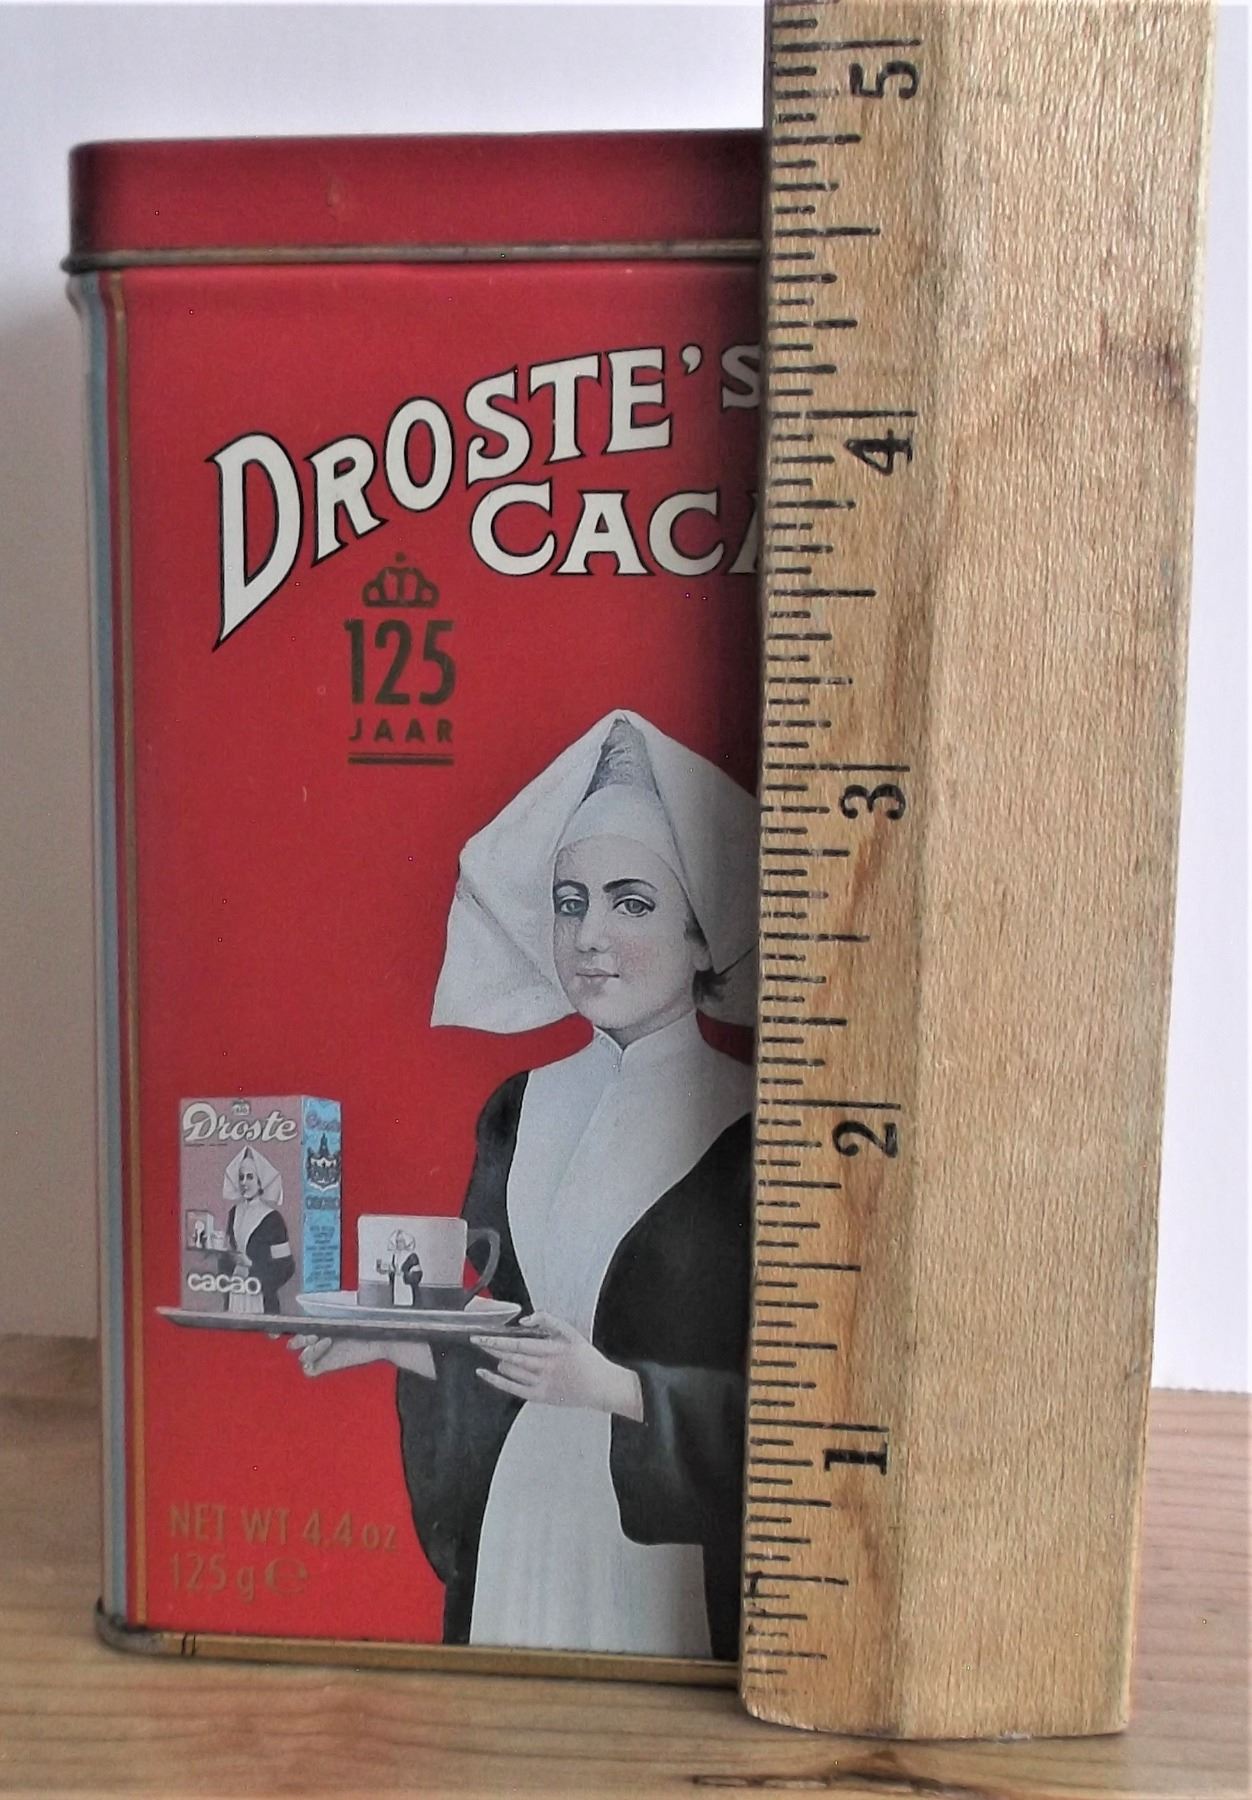 DROSTE'S
CACA
125
JAAR
Droste
cacao
NET WT 4.4 oz
125 g ℮
5
4
3
2
1